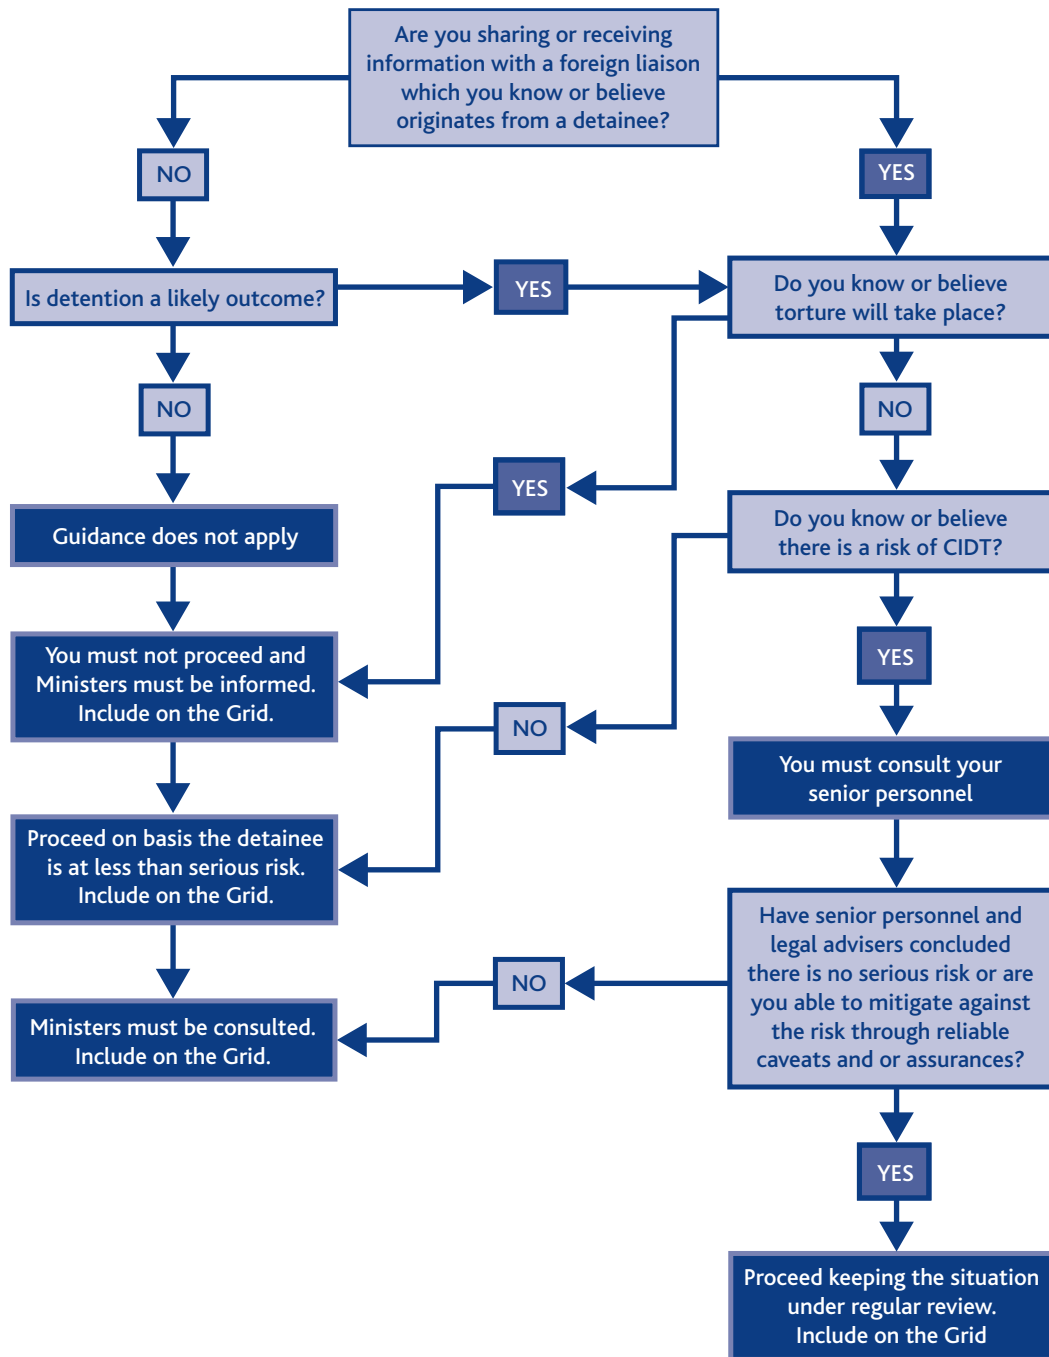 Are you sharing or receiving
information with a foreign liaison
which you know or believe
originates from a detainee?
NO
YES
Is detention a likely outcome?
YES
Do you know or believe
torture will take place?
NO
NO
YES
Guidance does not apply
Do you know or believe
there is a risk of CIDT?
You must not proceed and
Ministers must be informed.
Include on the Grid.
YES
NO
You must consult your
senior personnel
Proceed on basis the detainee
is at less than serious risk.
Include on the Grid.
Have senior personnel and
legal advisers concluded
there is no serious risk or are
you able to mitigate against
the risk through reliable
caveats and or assurances?
NO
Ministers must be consulted.
Include on the Grid.
YES
Proceed keeping the situation
under regular review.
Include on the Grid